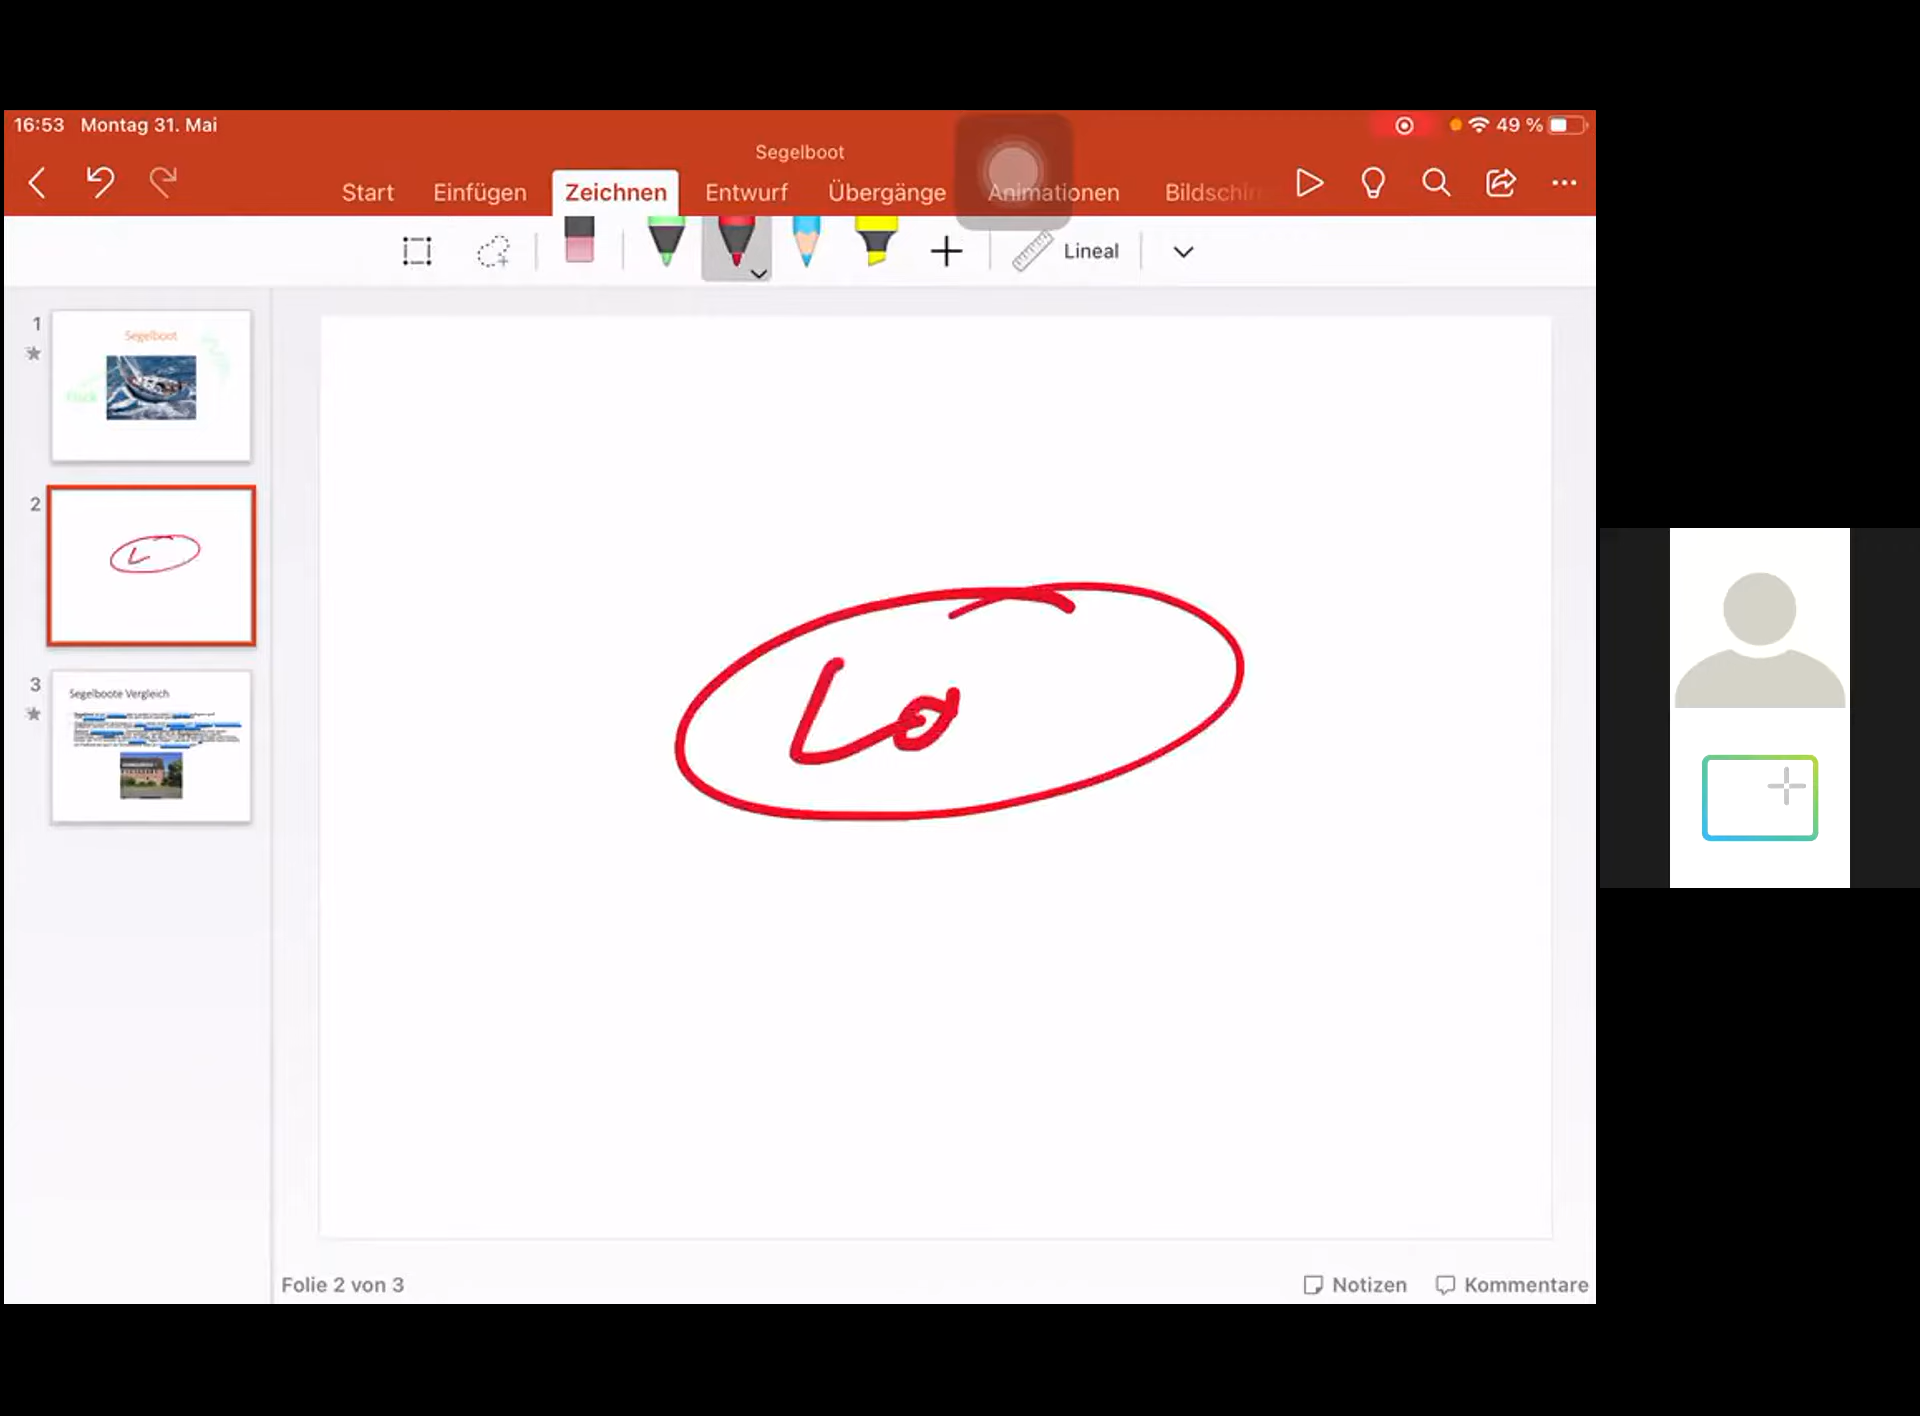 16:53 Montag 31. Mai
49 %
Segelboot
Start Einfügen Zeichnen Entwurf Übergänge Animationen Bildschir
Lineal
1
Segelboot
2
3
Segelboote Vergleich
Lo
Folie 2 von 3
Notizen Kommentare